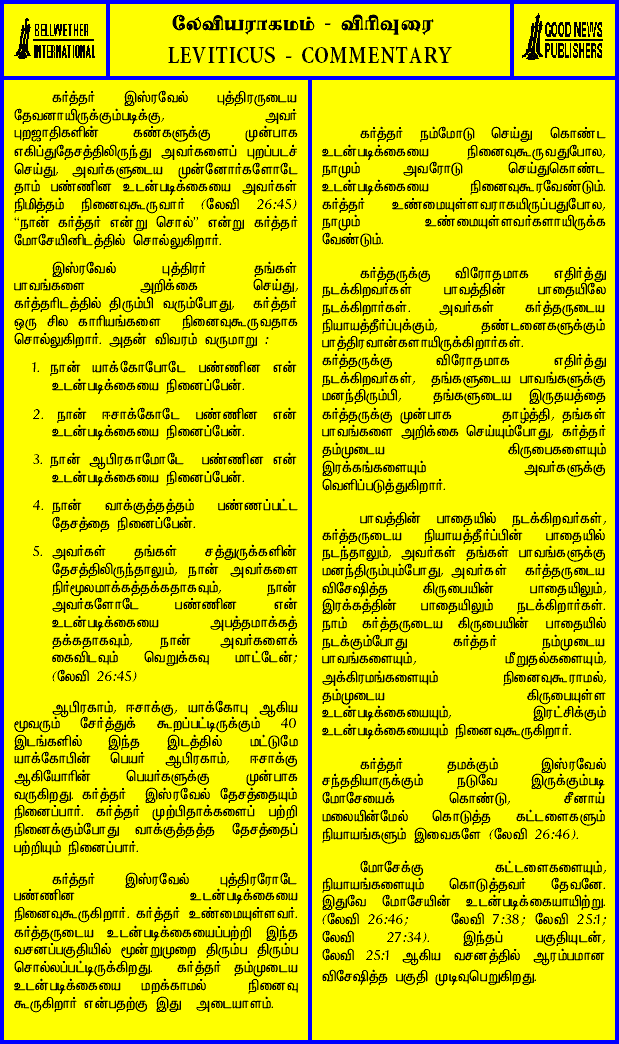 BELLWETHER
INTERNATIONAL
லேவியராகமம் - விரிவுரை
LEVITICUS - COMMENTARY
GOOD NEWS
PUBLISHERS
கர்த்தர் இஸ்ரவேல் புத்திரருடைய
தேவனாயிருக்கும்படிக்கு, அவர்
புறஜாதிகளின் கண்களுக்கு முன்பாக
எகிப்துதேசத்திலிருந்து அவர்களைப் புறப்படச்
செய்து, அவர்களுடைய முன்னோர்களோடே
தாம் பண்ணின உடன்படிக்கையை அவர்கள்
நிமித்தம் நினைவுகூருவார் (லேவி 26:45)
“நான் கர்த்தர் என்று சொல்” என்று கர்த்தர்
மோசேயினிடத்தில் சொல்லுகிறார்.
இஸ்ரவேல் புத்திரர் தங்கள்
பாவங்களை அறிக்கை செய்து,
கர்த்தரிடத்தில் திரும்பி வரும்போது, கர்த்தர்
ஒரு சில காரியங்களை நினைவுகூருவதாக
சொல்லுகிறார். அதன் விவரம் வருமாறு :
1. நான் யாக்கோபோடே பண்ணின என்
உடன்படிக்கையை நினைப்பேன்.
2. நான் ஈசாக்கோடே பண்ணின என்
உடன்படிக்கையை நினைப்பேன்.
3. நான் ஆபிரகாமோடே பண்ணின என்
உடன்படிக்கையை நினைப்பேன்.
4. நான் வாக்குத்தத்தம் பண்ணப்பட்ட
தேசத்தை நினைப்பேன்.
5. அவர்கள் தங்கள் சத்துருக்களின்
தேசத்திலிருந்தாலும், நான் அவர்களை
நிர்மூலமாக்கத்தக்கதாகவும், நான்
அவர்களோடே பண்ணின என்
உடன்படிக்கையை அபத்தமாக்கத்
தக்கதாகவும், நான் அவர்களைக்
கைவிடவும் வெறுக்கவு மாட்டேன்;
(லேவி 26:45)
ஆபிரகாம், ஈசாக்கு, யாக்கோபு ஆகிய
மூவரும் சேர்த்துக் கூறப்பட்டிருக்கும் 40
இடங்களில் இந்த இடத்தில் மட்டுமே
யாக்கோபின் பெயர் ஆபிரகாம், ஈசாக்கு
ஆகியோரின் பெயர்களுக்கு முன்பாக
வருகிறது. கர்த்தர் இஸ்ரவேல் தேசத்தையும்
நினைப்பார். கர்த்தர் முற்பிதாக்களைப் பற்றி
நினைக்கும்போது வாக்குத்தத்த தேசத்தைப்
பற்றியும் நினைப்பார்.
கர்த்தர் இஸ்ரவேல் புத்திரரோடே
பண்ணின உடன்படிக்கையை
நினைவுகூருகிறார். கர்த்தர் உண்மையுள்ளவர்.
கர்த்தருடைய உடன்படிக்கையைப்பற்றி இந்த
வசனப்பகுதியில் மூன்றுமுறை திரும்ப திரும்ப
சொல்லப்பட்டிருக்கிறது. கர்த்தர் தம்முடைய
உடன்படிக்கையை மறக்காமல் நினைவு
கூருகிறார் என்பதற்கு இது அடையாளம்.
கர்த்தர் நம்மோடு செய்து கொண்ட
உடன்படிக்கையை நினைவுகூருவதுபோல,
நாமும் அவரோடு செய்துகொண்ட
உடன்படிக்கையை நினைவுகூரவேண்டும்.
கர்த்தர் உண்மையுள்ளவராகயிருப்பதுபோல,
நாமும் உண்மையுள்ளவர்களாயிருக்க
வேண்டும்.
கர்த்தருக்கு விரோதமாக எதிர்த்து
நடக்கிறவர்கள் பாவத்தின் பாதையிலே
நடக்கிறார்கள். அவர்கள் கர்த்தருடைய
நியாயத்தீர்ப்புக்கும், தண்டனைகளுக்கும்
பாத்திரவான்களாயிருக்கிறார்கள்.
கர்த்தருக்கு விரோதமாக எதிர்த்து
நடக்கிறவர்கள், தங்களுடைய பாவங்களுக்கு
மனந்திரும்பி, தங்களுடைய இருதயத்தை
கர்த்தருக்கு முன்பாக தாழ்த்தி, தங்கள்
பாவங்களை அறிக்கை செய்யும்போது, கர்த்தர்
தம்முடைய கிருபைகளையும்
இரக்கங்களையும் அவர்களுக்கு
வெளிப்படுத்துகிறார்.
பாவத்தின் பாதையில் நடக்கிறவர்கள்,
கர்த்தருடைய நியாயத்தீர்ப்பின் பாதையில்
நடந்தாலும், அவர்கள் தங்கள் பாவங்களுக்கு
மனந்திரும்பும்போது, அவர்கள் கர்த்தருடைய
விசேஷித்த கிருபையின் பாதையிலும்,
இரக்கத்தின் பாதையிலும் நடக்கிறார்கள்.
நாம் கர்த்தருடைய கிருபையின் பாதையில்
நடக்கும்போது கர்த்தர் நம்முடைய
பாவங்களையும், மீறுதல்களையும்,
அக்கிரமங்களையும் நினைவுகூராமல்,
தம்முடைய கிருபையுள்ள
உடன்படிக்கையையும், இரட்சிக்கும்
உடன்படிக்கையையும் நினைவுகூருகிறார்.
கர்த்தர் தமக்கும் இஸ்ரவேல்
சந்ததியாருக்கும் நடுவே இருக்கும்படி
மோசேயைக் கொண்டு, சீனாய்
மலையின்மேல் கொடுத்த கட்டளைகளும்
நியாயங்களும் இவைகளே (லேவி 26:46).
மோசேக்கு கட்டளைகளையும்,
நியாயங்களையும் கொடுத்தவர் தேவனே.
இதுவே மோசேயின் உடன்படிக்கையாயிற்று.
(லேவி 26:46; லேவி 7:38; லேவி 25:1;
லேவி 27:34). இந்தப் பகுதியுடன்,
லேவி 25:1 ஆகிய வசனத்தில் ஆரம்பமான
விசேஷித்த பகுதி முடிவுபெறுகிறது.